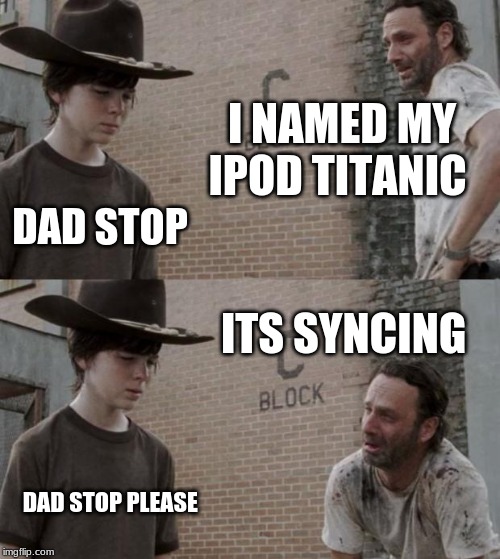 I NAMED MY
IPOD TITANIC
DAD STOP
C
ITS SYNCING
C
BLOCK
DAD STOP PLEASE
imgflip.com